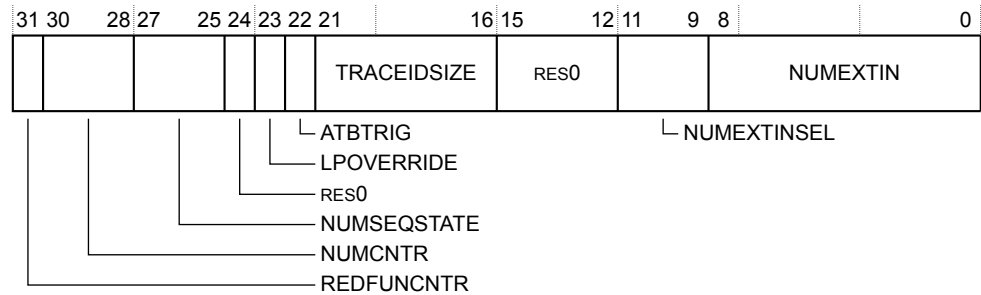 31 30 28 27 25 24 23 22 21 16 15 12 11 9 8 0
TRACEIDSIZE RES0 NUMEXTIN
ATBTRIG NUMEXTINSEL
LPOVERRIDE
RES0
NUMSEQSTATE
NUMCNTR
REDFUNCNTR